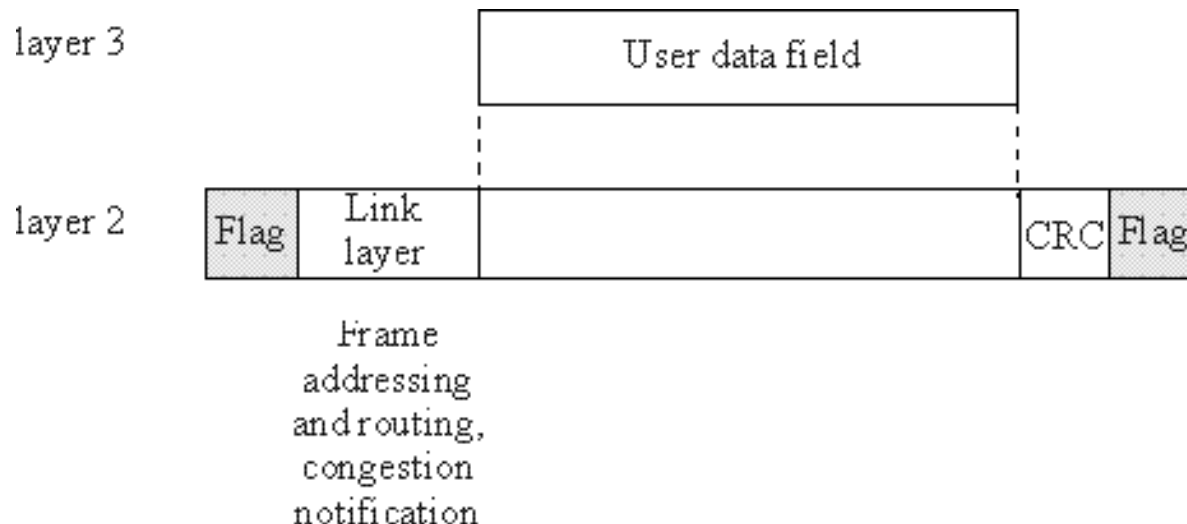 layer 3
User data field
layer 2
Flag
Link
layer
CRC
Flag
Frame
addressing
and routing,
congestion
notification